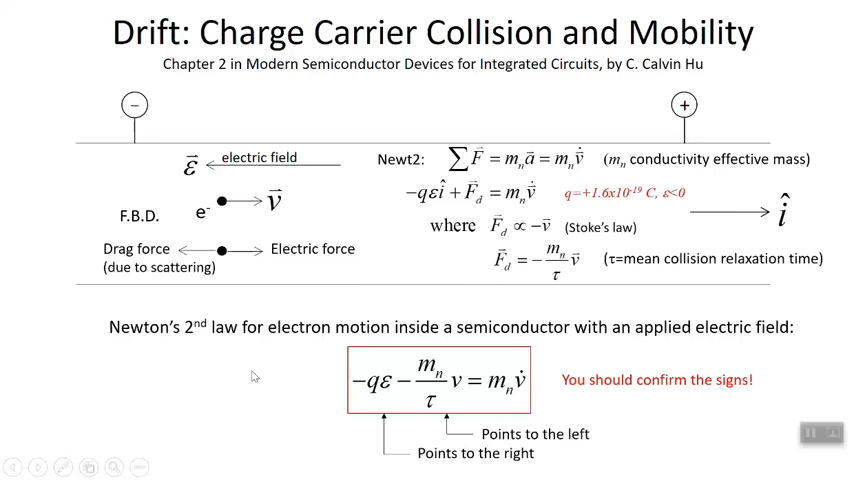 Drift: Charge Carrier Collision and Mobility
Chapter 2 in Modern Semiconductor Devices for Integrated Circuits, by C. Calvin Hu
− +
ε⃗ electric field
Newt2: ∑F⃗ = mₙa⃗ = mₙv⃗̇ (mₙ conductivity effective mass)
F.B.D. e⁻ v⃗
−qεî + F⃗_d = mₙv⃗̇ q=+1.6x10⁻¹⁹ C, ε<0
î
where F⃗_d ∝ −v⃗ (Stoke's law)
Drag force Electric force
(due to scattering)
F⃗_d = −(mₙ/τ)v⃗ (τ=mean collision relaxation time)
Newton's 2ⁿᵈ law for electron motion inside a semiconductor with an applied electric field:
−qε − (mₙ/τ)v = mₙv̇ You should confirm the signs!
Points to the left
Points to the right